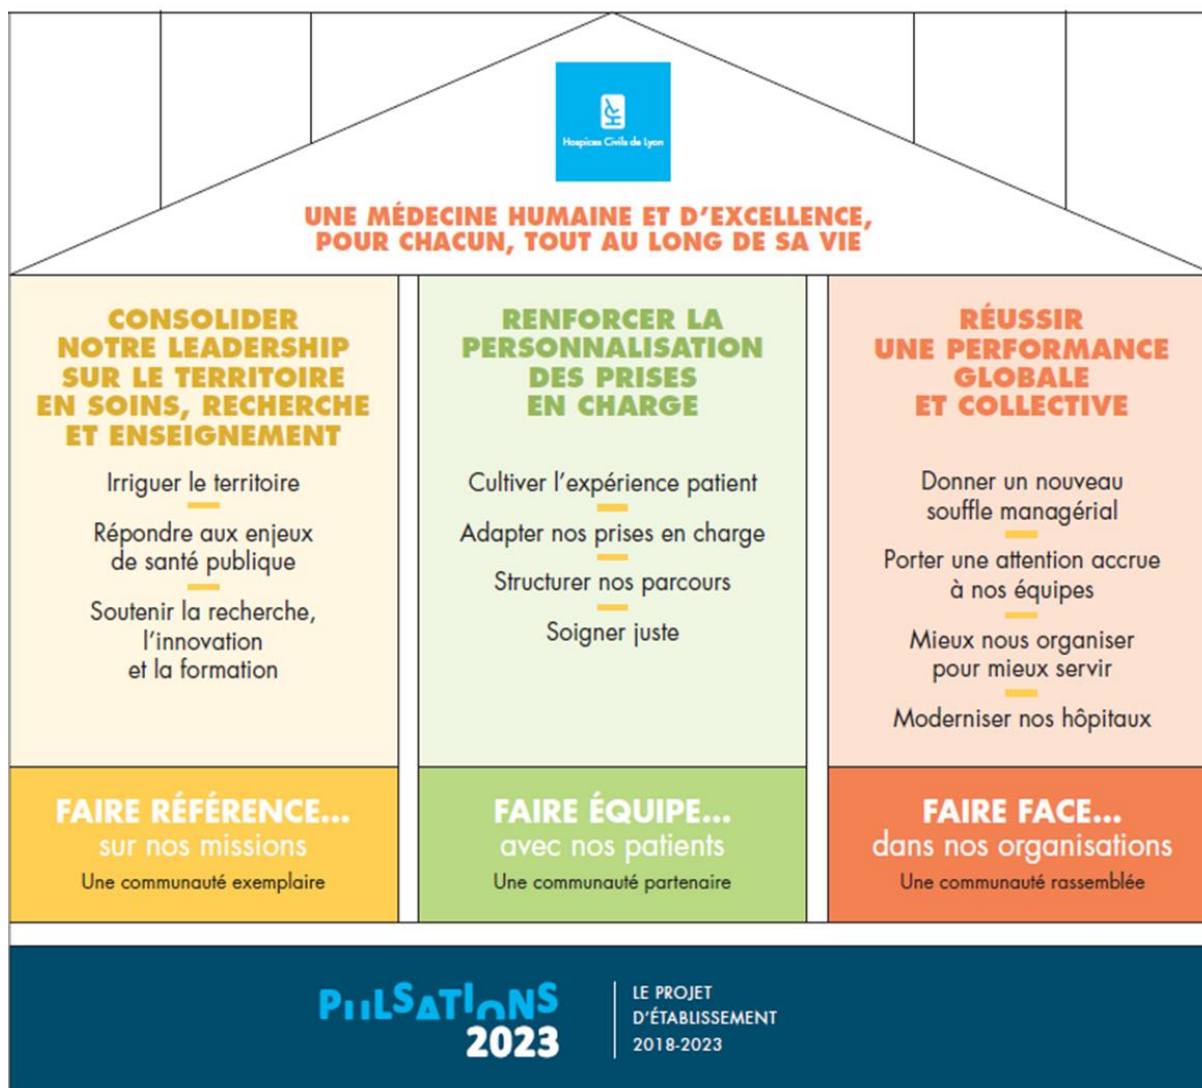 Hospices Civils de Lyon
UNE MÉDECINE HUMAINE ET D'EXCELLENCE,
POUR CHACUN, TOUT AU LONG DE SA VIE
CONSOLIDER
NOTRE LEADERSHIP
SUR LE TERRITOIRE
EN SOINS, RECHERCHE
ET ENSEIGNEMENT
Irriguer le territoire
Répondre aux enjeux
de santé publique
Soutenir la recherche,
l'innovation
et la formation
FAIRE RÉFÉRENCE...
sur nos missions
Une communauté exemplaire
RENFORCER LA
PERSONNALISATION
DES PRISES
EN CHARGE
Cultiver l'expérience patient
Adapter nos prises en charge
Structurer nos parcours
Soigner juste
FAIRE ÉQUIPE...
avec nos patients
Une communauté partenaire
RÉUSSIR
UNE PERFORMANCE
GLOBALE
ET COLLECTIVE
Donner un nouveau
souffle managérial
Porter une attention accrue
à nos équipes
Mieux nous organiser
pour mieux servir
Moderniser nos hôpitaux
FAIRE FACE...
dans nos organisations
Une communauté rassemblée
PULSATIONS
2023
LE PROJET
D'ÉTABLISSEMENT
2018-2023